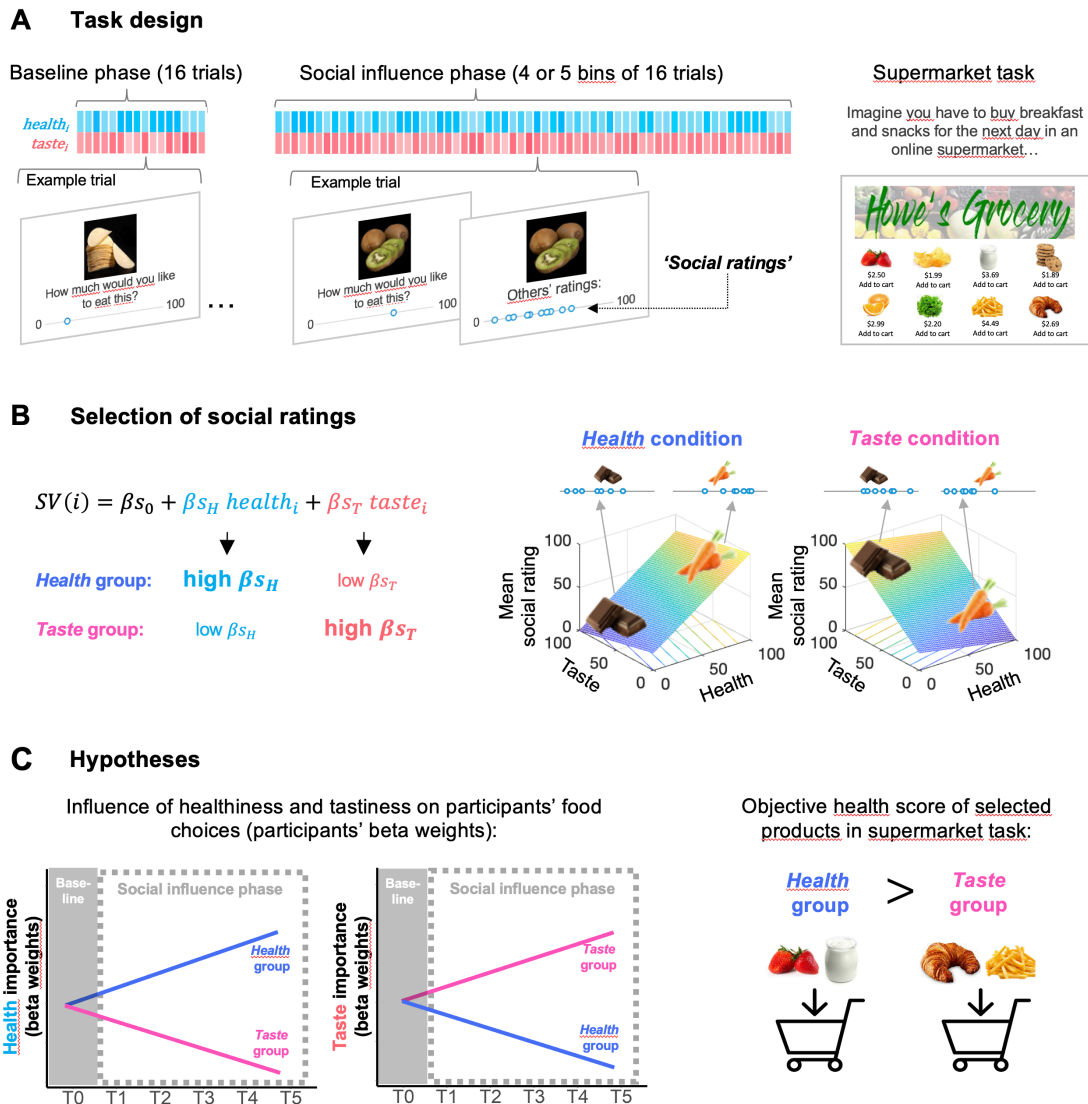 A Task design
Baseline phase (16 trials)
health_i
taste_i
Example trial
How much would you like
to eat this?
0
100
...
Social influence phase (4 or 5 bins of 16 trials)
Example trial
How much would you like
to eat this?
0
Others' ratings:
0
100
'Social ratings'
Supermarket task
Imagine you have to buy breakfast
and snacks for the next day in an
online supermarket…
Howe's Grocery
$2.50 $1.99 $3.69 $1.89
Add to cart Add to cart Add to cart Add to cart
$2.99 $2.20 $4.49 $2.69
Add to cart Add to cart Add to cart Add to cart
B Selection of social ratings
SV(i) = βs₀ + βs_H health_i + βs_T taste_i
Health group: high βs_H low βs_T
Taste group: low βs_H high βs_T
Health condition
Mean
social rating
100
50
0
100
50
0
Taste
0
50
100
Health
Taste condition
Mean
social rating
100
50
0
100
50
0
Taste
0
50
100
Health
C Hypotheses
Influence of healthiness and tastiness on participants' food
choices (participants' beta weights):
Health importance
(beta weights)
Base-
line
Social influence phase
Health
group
Taste
group
T0 T1 T2 T3 T4 T5
Taste importance
(beta weights)
Base-
line
Social influence phase
Taste
group
Health
group
T0 T1 T2 T3 T4 T5
Objective health score of selected
products in supermarket task:
Health
group
>
Taste
group